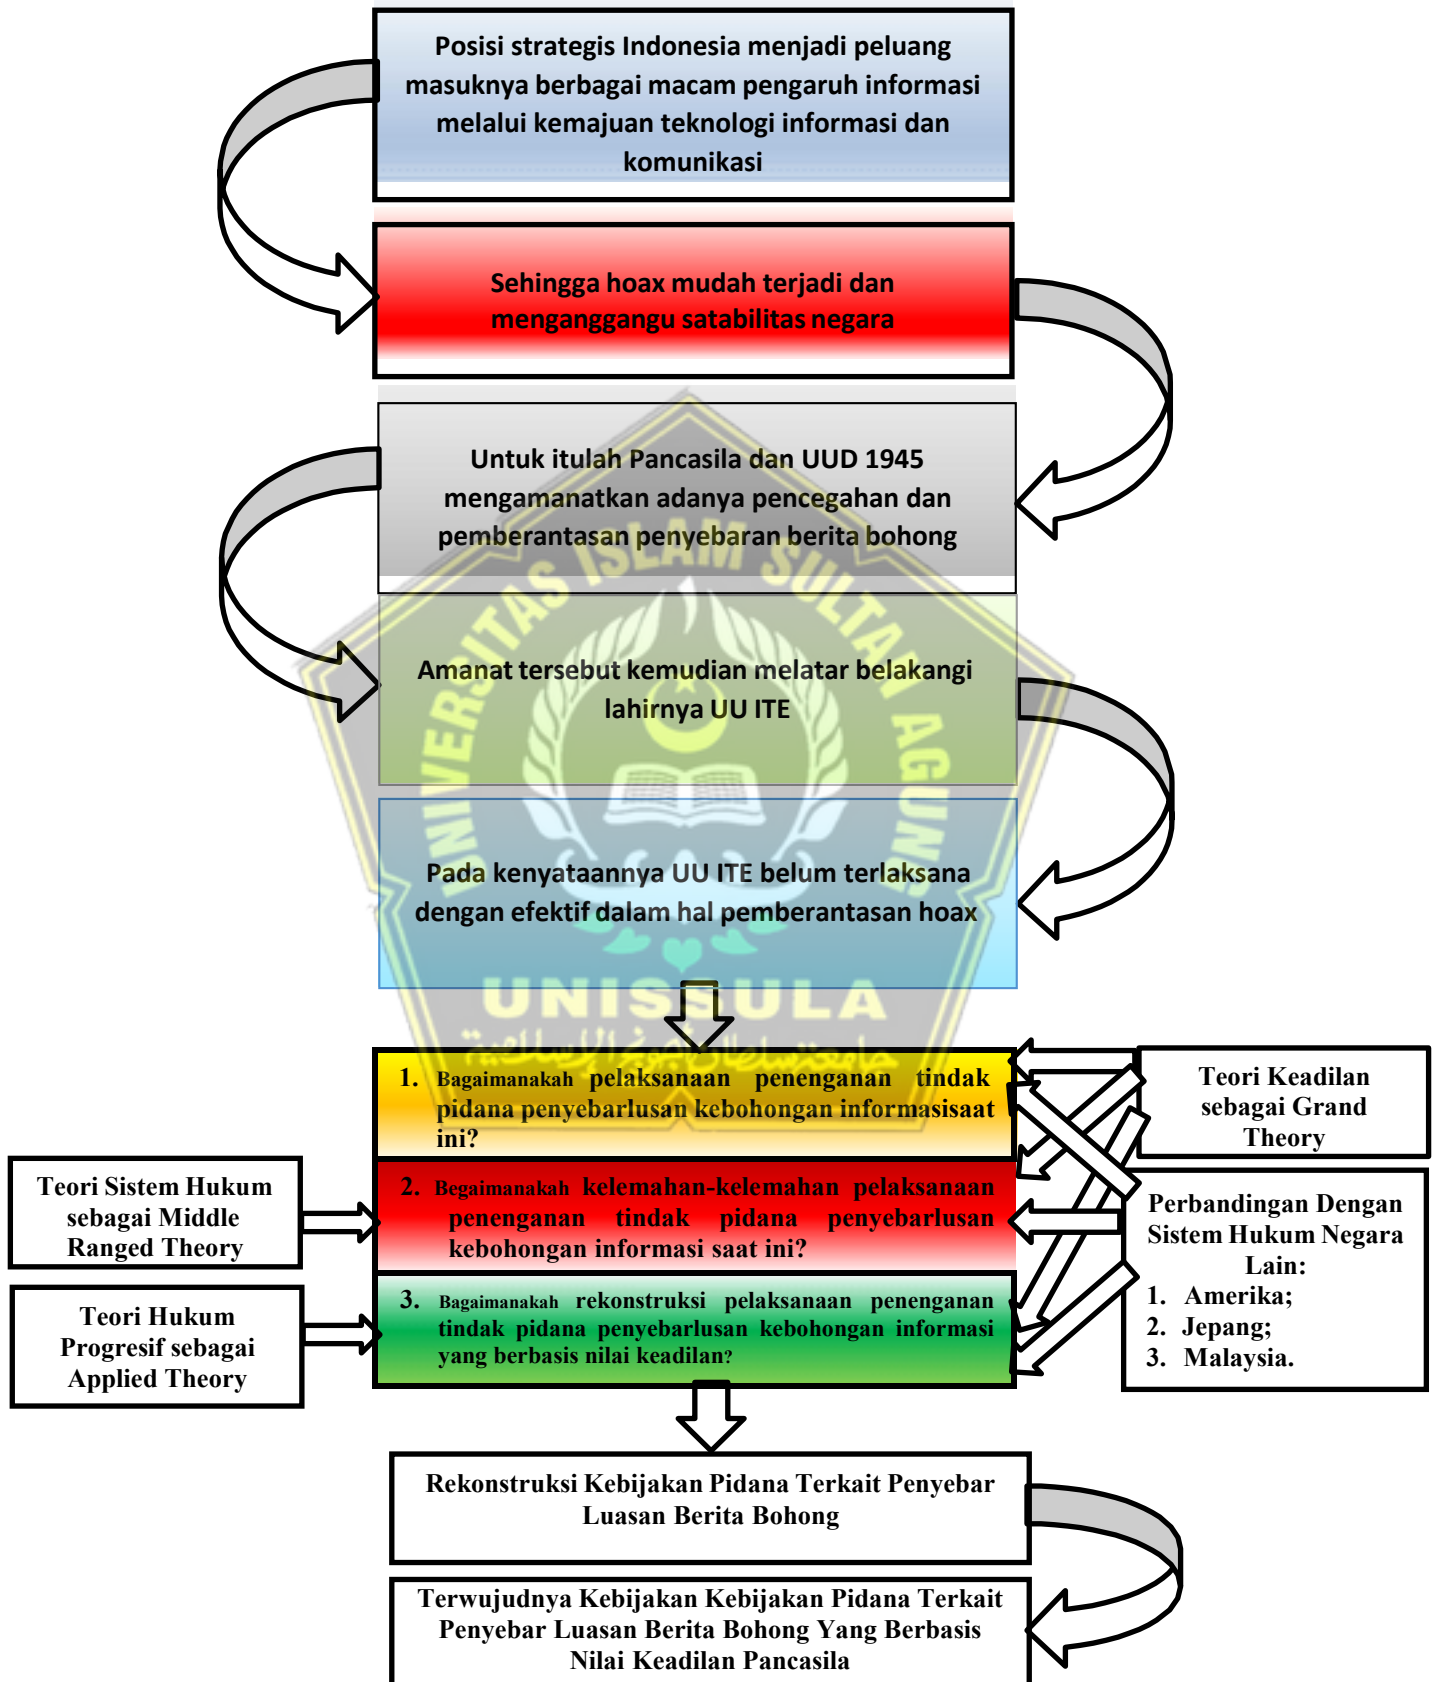 Posisi strategis Indonesia menjadi peluang
masuknya berbagai macam pengaruh informasi
melalui kemajuan teknologi informasi dan
komunikasi
Sehingga hoax mudah terjadi dan
menganggangu satabilitas negara
Untuk itulah Pancasila dan UUD 1945
mengamanatkan adanya pencegahan dan
pemberantasan penyebaran berita bohong
Amanat tersebut kemudian melatar belakangi
lahirnya UU ITE
Pada kenyataannya UU ITE belum terlaksana
dengan efektif dalam hal pemberantasan hoax
UNIVERSITAS ISLAM SULTAN AGUNG
UNISSULA
جامعتسلطان أجونج الإسلامية
1. Bagaimanakah pelaksanaan penenganan tindak
pidana penyebarlusan kebohongan informasisaat
ini?
2. Begaimanakah kelemahan-kelemahan pelaksanaan
penenganan tindak pidana penyebarlusan
kebohongan informasi saat ini?
3. Bagaimanakah rekonstruksi pelaksanaan penenganan
tindak pidana penyebarlusan kebohongan informasi
yang berbasis nilai keadilan?
Teori Sistem Hukum
sebagai Middle
Ranged Theory
Teori Hukum
Progresif sebagai
Applied Theory
Teori Keadilan
sebagai Grand
Theory
Perbandingan Dengan
Sistem Hukum Negara
Lain:
1. Amerika;
2. Jepang;
3. Malaysia.
Rekonstruksi Kebijakan Pidana Terkait Penyebar
Luasan Berita Bohong
Terwujudnya Kebijakan Kebijakan Pidana Terkait
Penyebar Luasan Berita Bohong Yang Berbasis
Nilai Keadilan Pancasila